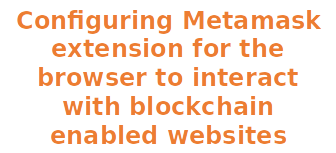 Configuring Metamask
extension for the
browser to interact
with blockchain
enabled websites